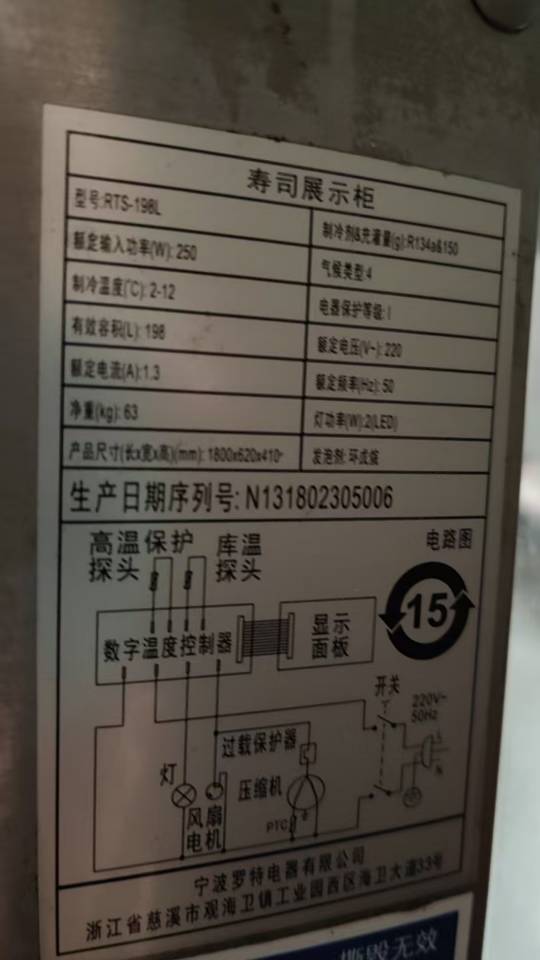 寿司展示柜
型号:RTS-198L
制冷剂&充灌量(g):R134a&150
额定输入功率(W): 250
气候类型:4
制冷温度(℃): 2-12
电器保护等级: I
有效容积(L): 198
额定电压(V~): 220
额定电流(A):1.3
额定频率(Hz): 50
净重(kg): 63
灯功率(W):2(LED)
产品尺寸(长x宽x高)(mm): 1800x620x410
发泡剂: 环戊烷
生产日期序列号: N131802305006
高温保护
探头
库温
探头
电路图
15
数字温度控制器
显示
面板
开关
220V~
50Hz
L
N
过载保护器
灯
风扇
电机
压缩机
PTC
宁波罗特电器有限公司
浙江省慈溪市观海卫镇工业园西区海卫大道33号
撕毁无效